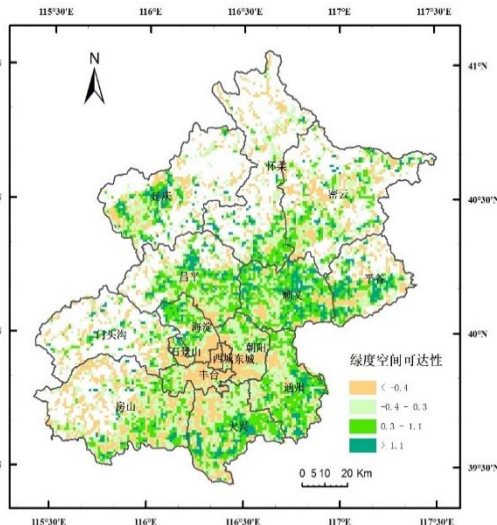 115°30′E 116°E 116°30′E 117°E 117°30′E
N
41°N
怀柔
密云
40°30′N
延庆
平谷
昌平
顺义
海淀
40°N
门头沟
朝阳
石景山
西城东城
丰台
通州
房山
大兴
绿度空间可达性
< -0.4
-0.4 - 0.3
0.3 - 1.1
> 1.1
0 5 10 20 Km
39°30′N
115°30′E 116°E 116°30′E 117°E 117°30′E